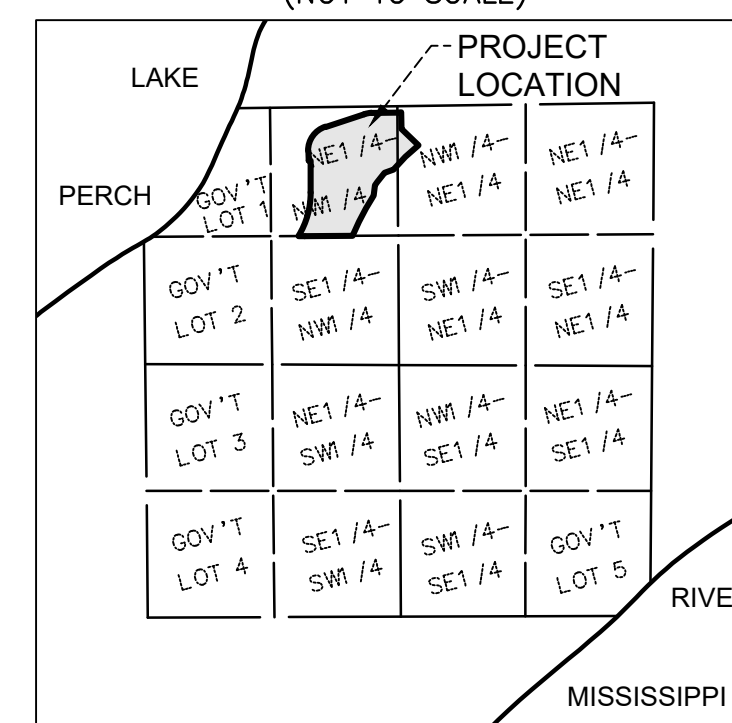 (NOT TO SCALE)
PROJECT
LOCATION
LAKE
PERCH
GOV'T
LOT 1
NE1/4-
NW1/4
NW1/4-
NE1/4
NE1/4-
NE1/4
GOV'T
LOT 2
SE1/4-
NW1/4
SW1/4-
NE1/4
SE1/4-
NE1/4
GOV'T
LOT 3
NE1/4-
SW1/4
NW1/4-
SE1/4
NE1/4-
SE1/4
GOV'T
LOT 4
SE1/4-
SW1/4
SW1/4-
SE1/4
GOV'T
LOT 5
RIVE
MISSISSIPPI